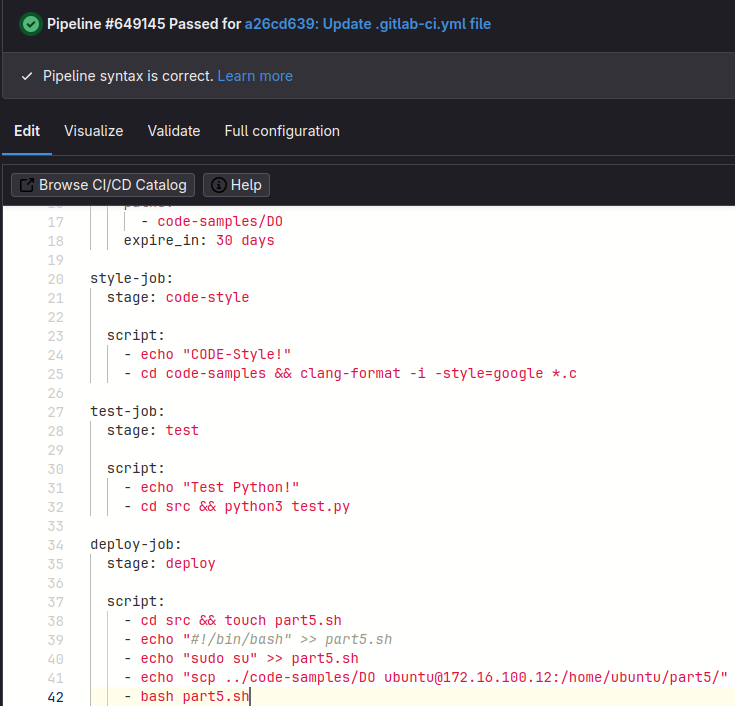 Pipeline #649145 Passed for a26cd639: Update .gitlab-ci.yml file
Pipeline syntax is correct. Learn more
Edit Visualize Validate Full configuration
Browse CI/CD Catalog Help
17 - code-samples/DO
18 expire_in: 30 days
19
20 style-job:
21 stage: code-style
22
23 script:
24 - echo "CODE-Style!"
25 - cd code-samples && clang-format -i -style=google *.c
26
27 test-job:
28 stage: test
29
30 script:
31 - echo "Test Python!"
32 - cd src && python3 test.py
33
34 deploy-job:
35 stage: deploy
36
37 script:
38 - cd src && touch part5.sh
39 - echo "#!/bin/bash" >> part5.sh
40 - echo "sudo su" >> part5.sh
41 - echo "scp ../code-samples/DO ubuntu@172.16.100.12:/home/ubuntu/part5/"
42 - bash part5.sh